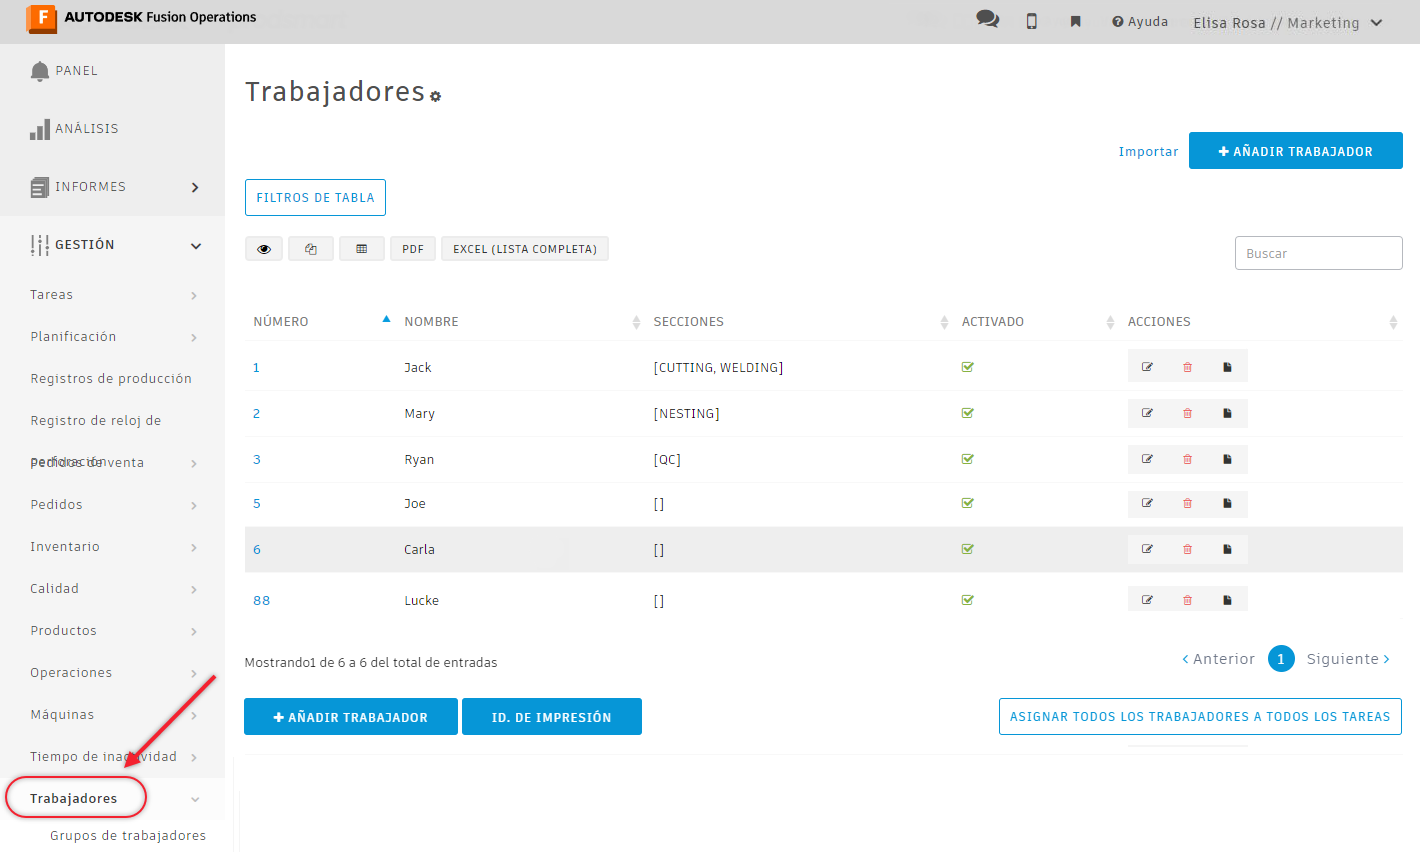 F AUTODESK Fusion Operations
Ayuda
Elisa Rosa // Marketing
PANEL
ANÁLISIS
INFORMES
GESTIÓN
Tareas
Planificación
Registros de producción
Registro de reloj de
perforación
Pedidos de venta
Pedidos
Inventario
Calidad
Productos
Operaciones
Máquinas
Tiempo de inactividad
Trabajadores
Grupos de trabajadores
Trabajadores
Importar
AÑADIR TRABAJADOR
FILTROS DE TABLA
PDF
EXCEL (LISTA COMPLETA)
Buscar
NÚMERO NOMBRE SECCIONES ACTIVADO ACCIONES
1 Jack [CUTTING, WELDING]
2 Mary [NESTING]
3 Ryan [QC]
5 Joe []
6 Carla []
88 Lucke []
Mostrando1 de 6 a 6 del total de entradas
Anterior 1 Siguiente
AÑADIR TRABAJADOR
ID. DE IMPRESIÓN
ASIGNAR TODOS LOS TRABAJADORES A TODOS LOS TAREAS